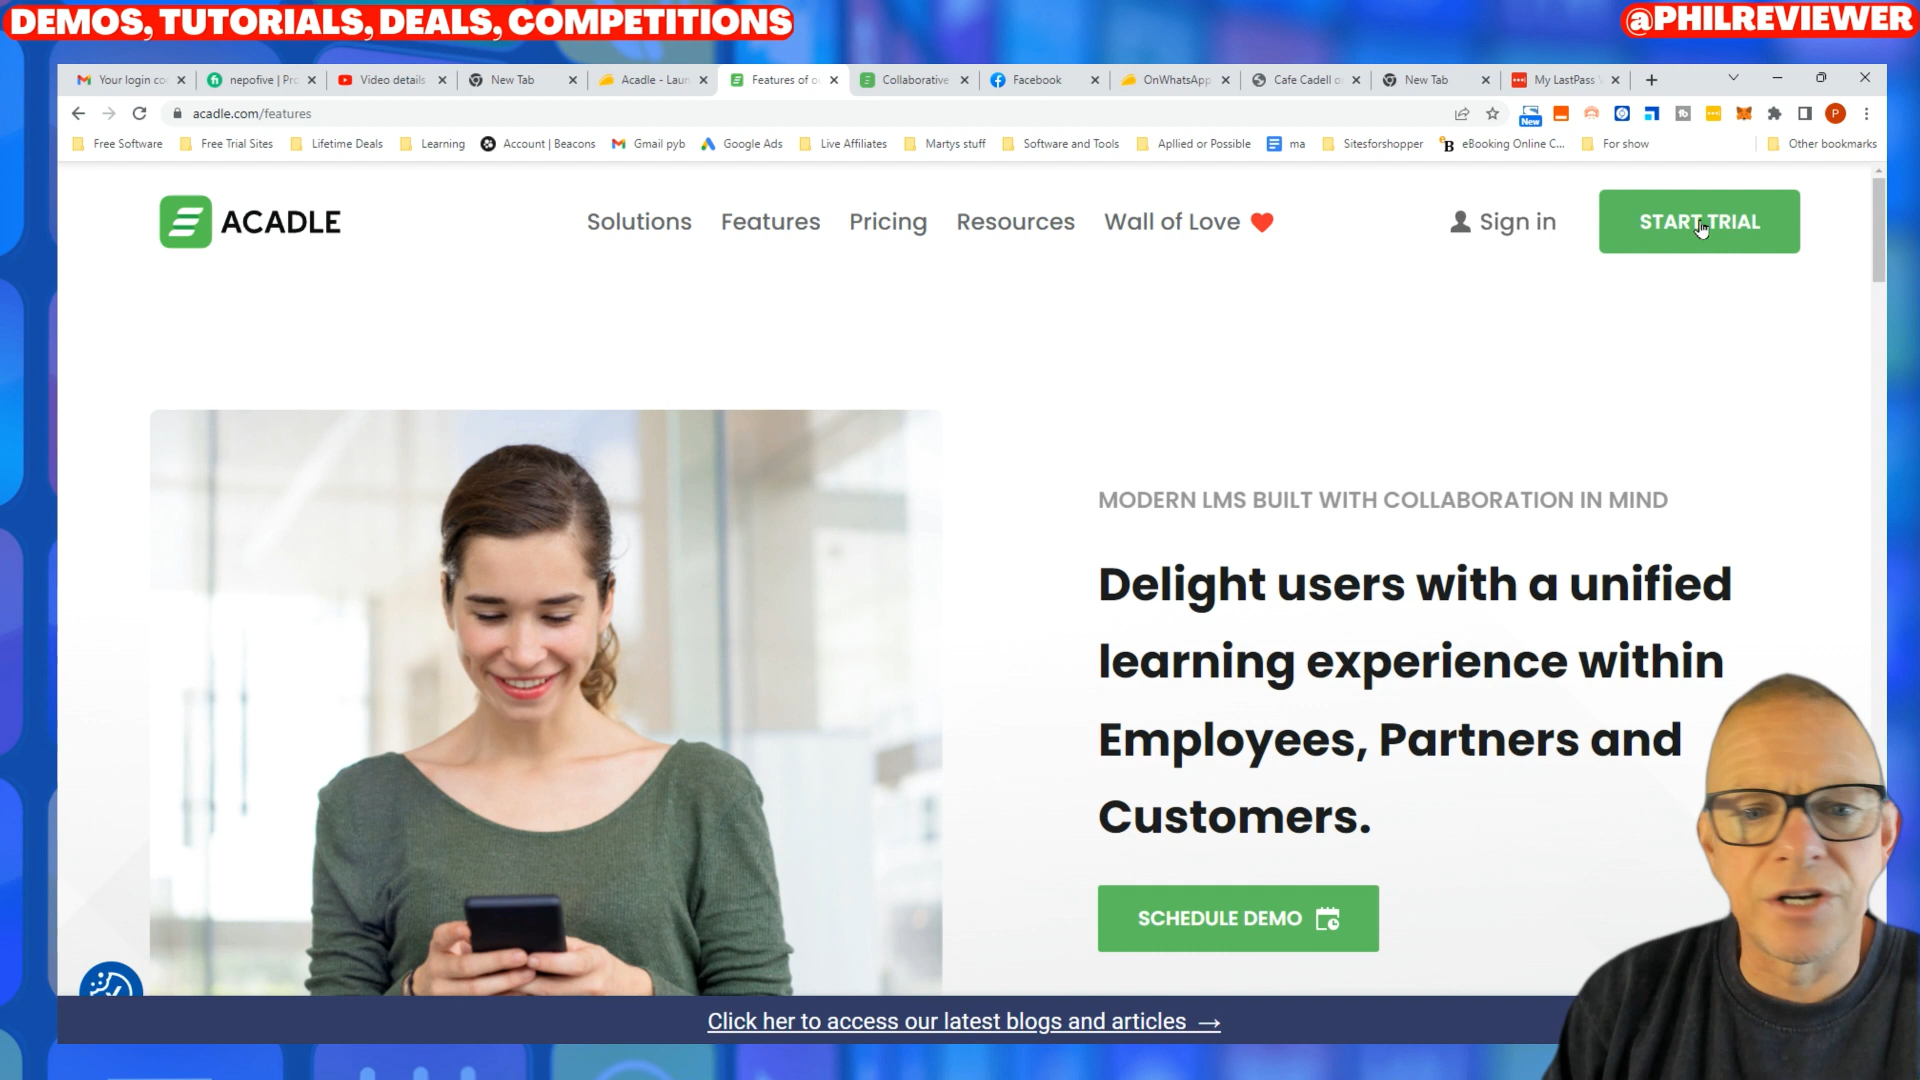 DEMOS, TUTORIALS, DEALS, COMPETITIONS
@PHILREVIEWER
Your login co
nepofive | Pro
Video details
New Tab
Acadle - Laun
Features of o
Collaborative
Facebook
OnWhatsApp
Cafe Cadell o
New Tab
My LastPass
acadle.com/features
New
P
Free Software
Free Trial Sites
Lifetime Deals
Learning
Account | Beacons
Gmail pyb
Google Ads
Live Affiliates
Martys stuff
Software and Tools
Apllied or Possible
ma
Sitesforshopper
eBooking Online C...
For show
Other bookmarks
ACADLE
Solutions
Features
Pricing
Resources
Wall of Love
Sign in
START TRIAL
MODERN LMS BUILT WITH COLLABORATION IN MIND
Delight users with a unified
learning experience within
Employees, Partners and
Customers.
SCHEDULE DEMO
Click her to access our latest blogs and articles →